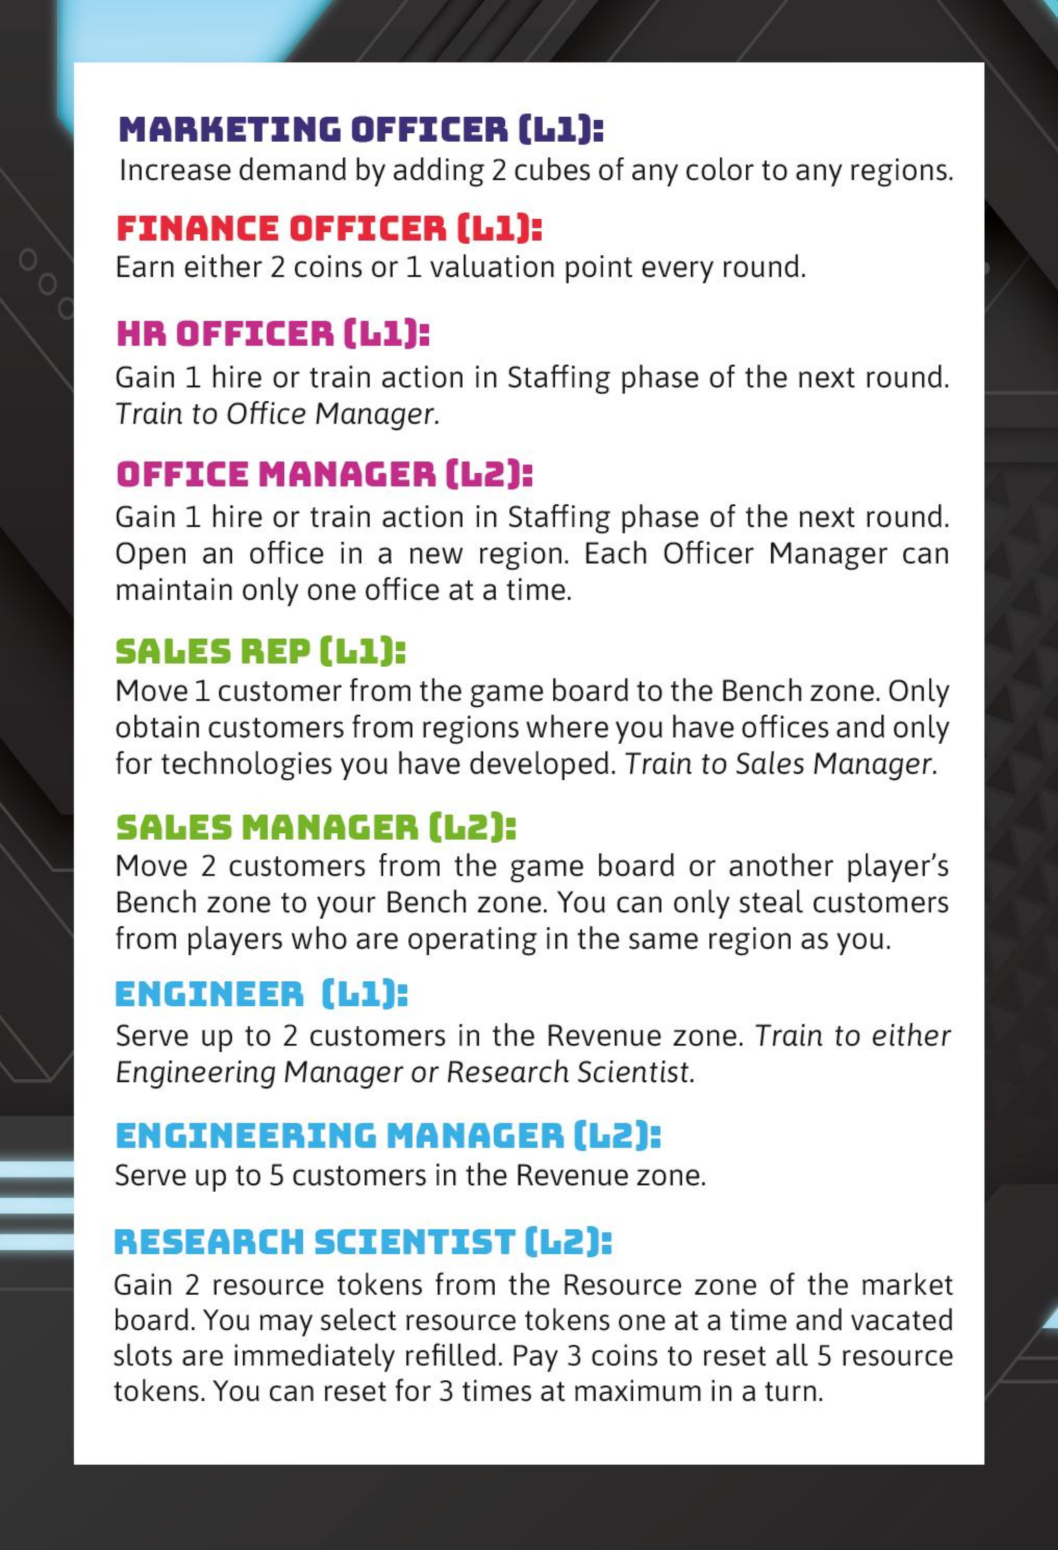 MARKETING OFFICER (L1):
Increase demand by adding 2 cubes of any color to any regions.
FINANCE OFFICER (L1):
Earn either 2 coins or 1 valuation point every round.
HR OFFICER (L1):
Gain 1 hire or train action in Staffing phase of the next round.
Train to Office Manager.
OFFICE MANAGER (L2):
Gain 1 hire or train action in Staffing phase of the next round.
Open an office in a new region. Each Officer Manager can
maintain only one office at a time.
SALES REP (L1):
Move 1 customer from the game board to the Bench zone. Only
obtain customers from regions where you have offices and only
for technologies you have developed. Train to Sales Manager.
SALES MANAGER (L2):
Move 2 customers from the game board or another player's
Bench zone to your Bench zone. You can only steal customers
from players who are operating in the same region as you.
ENGINEER (L1):
Serve up to 2 customers in the Revenue zone. Train to either
Engineering Manager or Research Scientist.
ENGINEERING MANAGER (L2):
Serve up to 5 customers in the Revenue zone.
RESEARCH SCIENTIST (L2):
Gain 2 resource tokens from the Resource zone of the market
board. You may select resource tokens one at a time and vacated
slots are immediately refilled. Pay 3 coins to reset all 5 resource
tokens. You can reset for 3 times at maximum in a turn.